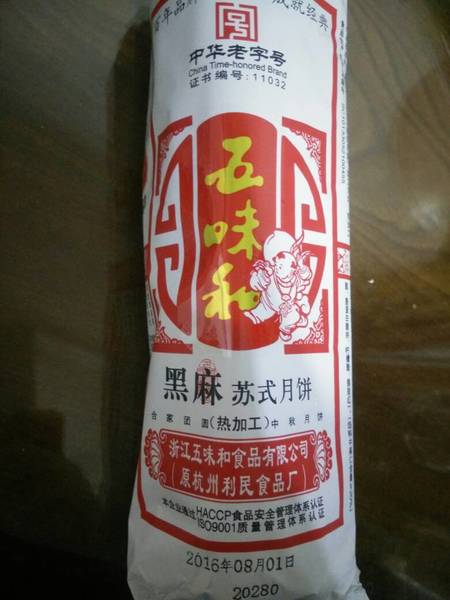 中华老字号
China Time-honored Brand
证书编号:11032
五味和
黑麻 苏式月饼
合家团圆(热加工)中秋月饼
浙江五味和食品有限公司
(原杭州利民食品厂)
本企业通过HACCP食品安全管理体系认证
ISO9001质量管理体系认证
2016年08月01日
20280